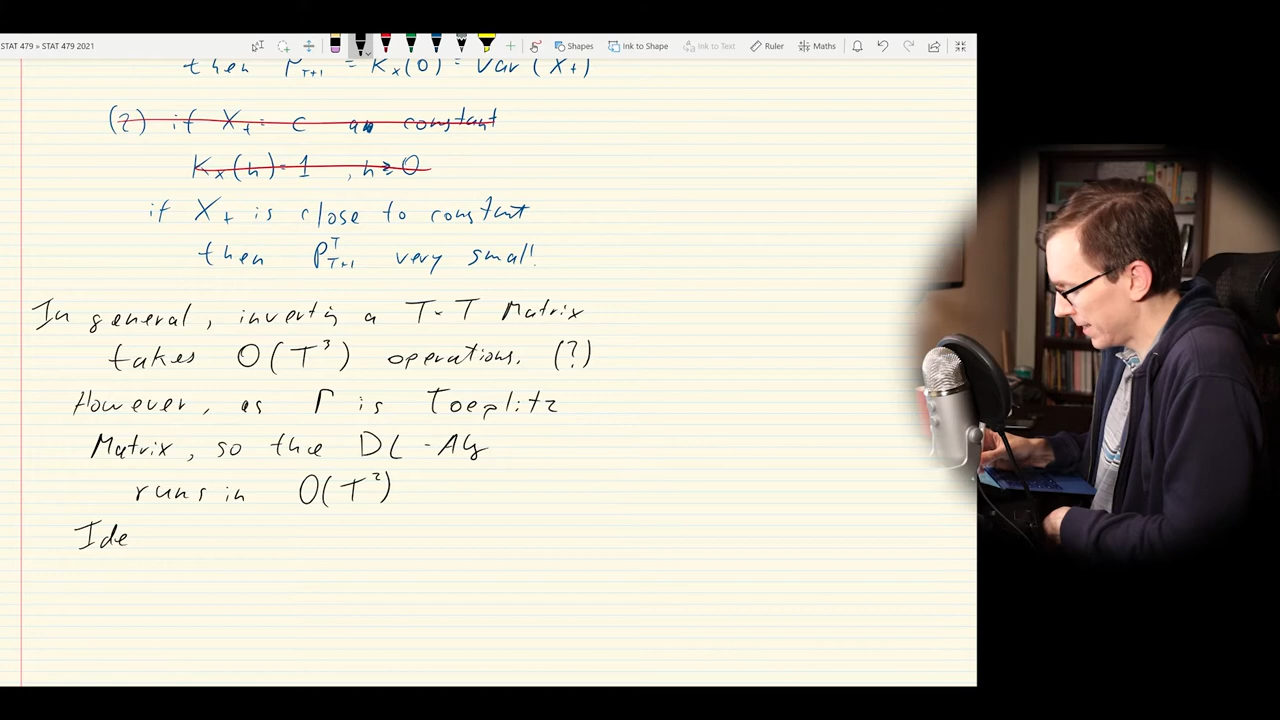 STAT 479 » STAT 479 2021
Shapes
Ink to Shape
Ink to Text
Ruler
Maths
then P_{T+1} = K_x(0) = Var(X_t)
(2) if X_t = c a constant
K_x(h) = 1 , h ≥ 0
if X_t is close to constant
then P^T_{T+1} very small.
In general, inverting a T×T Matrix
takes O(T³) operations. (?)
However, as Γ is Toeplitz
Matrix, so the DL-Alg
runs in O(T²)
Ide